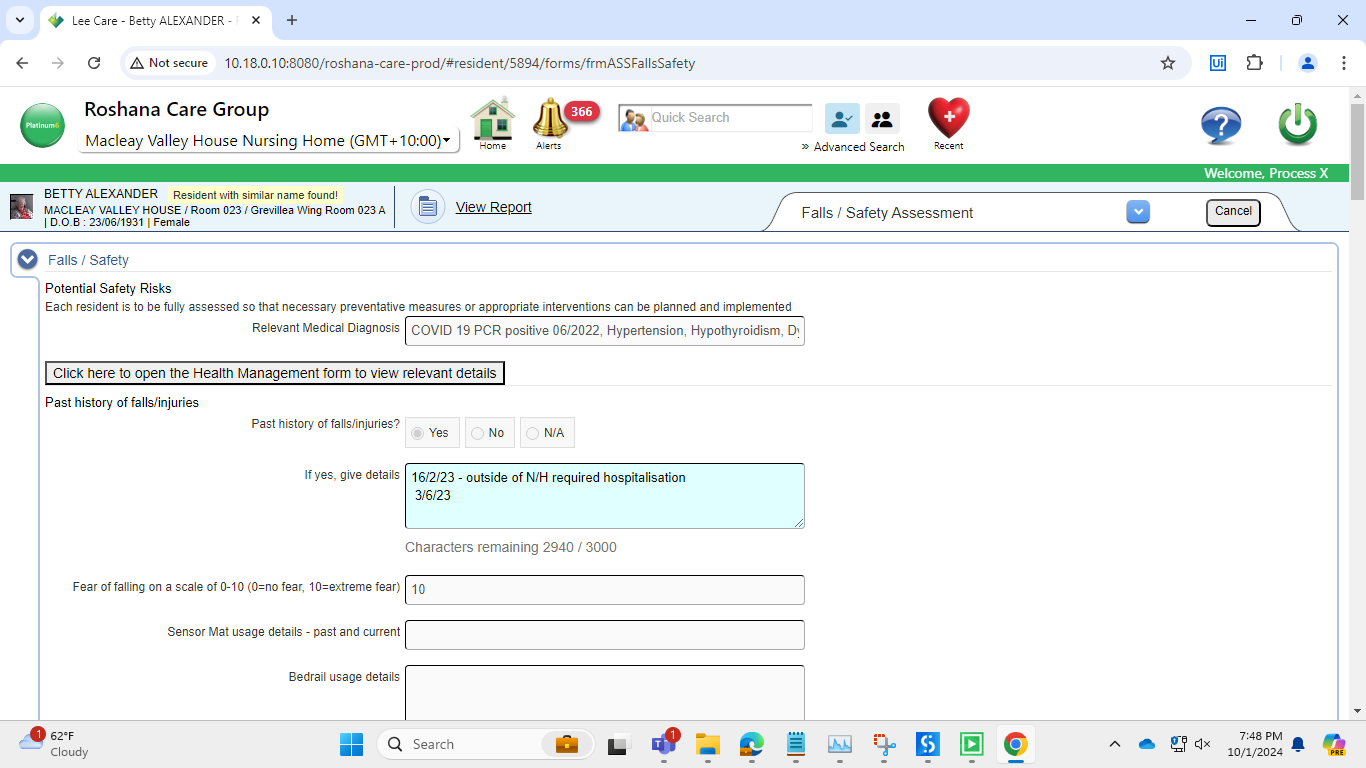 Lee Care - Betty ALEXANDER -
Not secure
10.18.0.10:8080/roshana-care-prod/#resident/5894/forms/frmASSFallsSafety
Platinum
Roshana Care Group
Macleay Valley House Nursing Home (GMT+10:00)
Home
366
Alerts
Quick Search
» Advanced Search
Recent
Welcome, Process X
BETTY ALEXANDER
Resident with similar name found!
MACLEAY VALLEY HOUSE / Room 023 / Grevillea Wing Room 023 A
| D.O.B : 23/06/1931 | Female
View Report
Falls / Safety Assessment
Cancel
Falls / Safety
Potential Safety Risks
Each resident is to be fully assessed so that necessary preventative measures or appropriate interventions can be planned and implemented
Relevant Medical Diagnosis
COVID 19 PCR positive 06/2022, Hypertension, Hypothyroidism, Dy
Click here to open the Health Management form to view relevant details
Past history of falls/injuries
Past history of falls/injuries?
Yes
No
N/A
If yes, give details
16/2/23 - outside of N/H required hospitalisation
3/6/23
Characters remaining 2940 / 3000
Fear of falling on a scale of 0-10 (0=no fear, 10=extreme fear)
10
Sensor Mat usage details - past and current
Bedrail usage details
1
62°F
Cloudy
Search
1
7:48 PM
10/1/2024
PRE